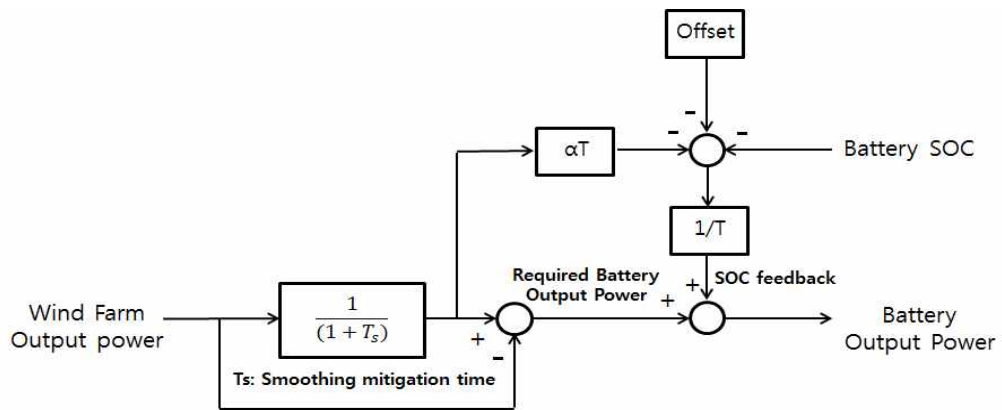 Offset
-
-
-
αT
Battery SOC
1/T
Required Battery
Output Power
+
SOC feedback
+
Wind Farm
Output power
1
(1 + Ts)
+
-
Battery
Output Power
Ts: Smoothing mitigation time